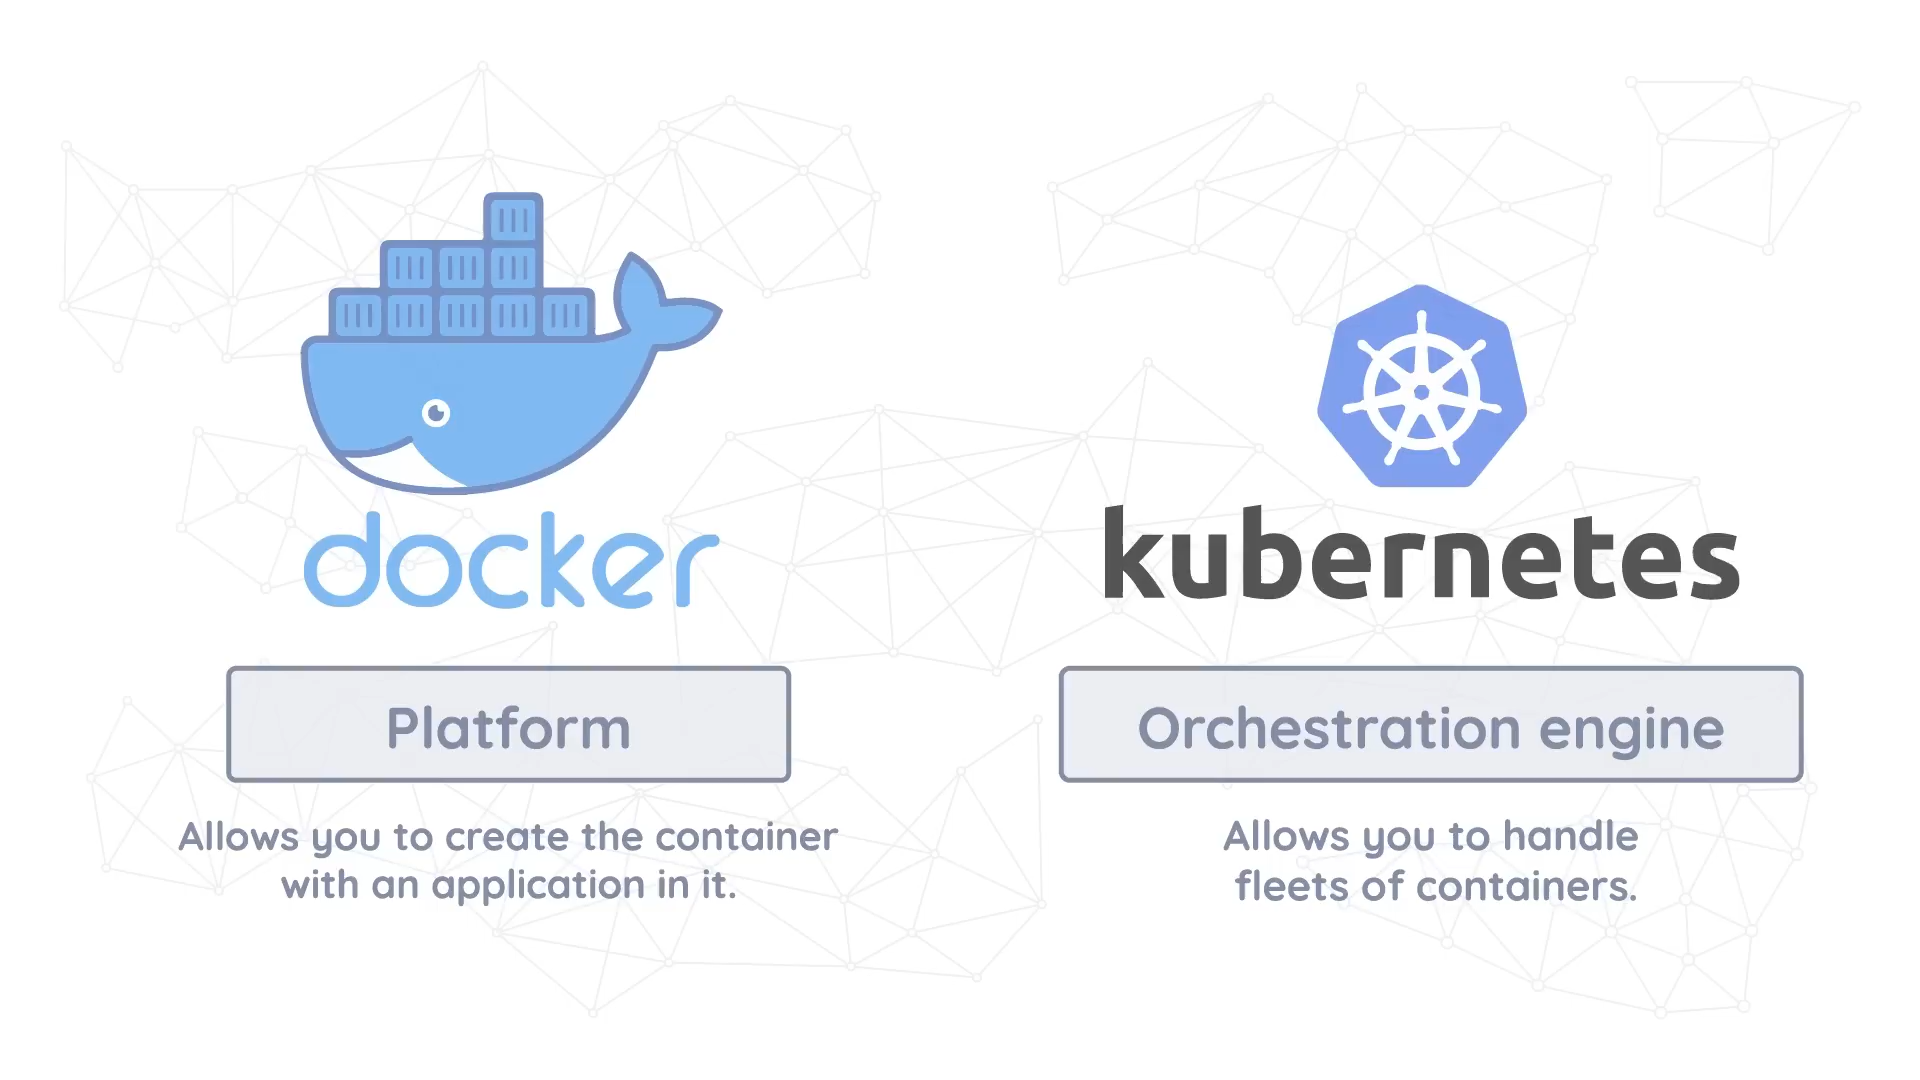 docker
Platform
Allows you to create the container
with an application in it.
kubernetes
Orchestration engine
Allows you to handle
fleets of containers.